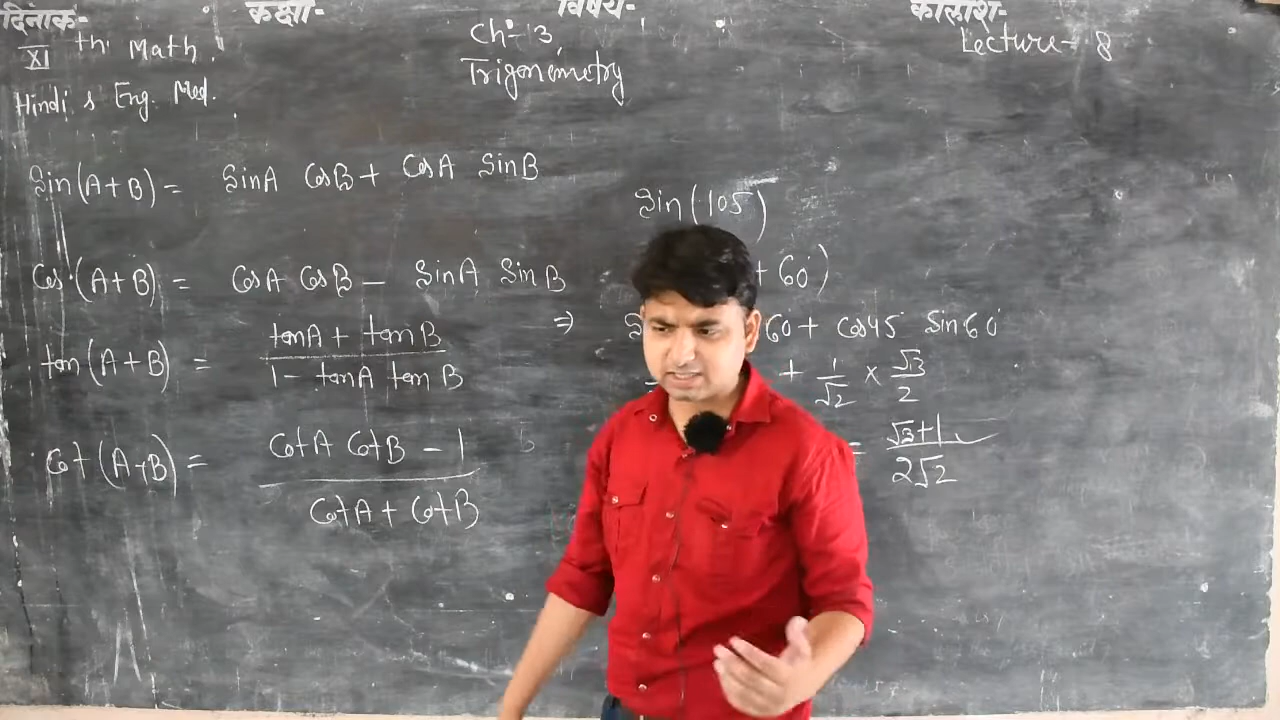 दिनाक- कक्षा- विषय- कालांश-
XI th Math.
Hindi & Eng. Med.
Ch-3
Trigonometry
Lecture- 8
Sin(A+B) = SinA CosB + CosA SinB
Cos(A+B) = CosA CosB - SinA SinB
tan(A+B) = tanA + tanB / 1 - tanA tanB
Cot(A+B) = CotA CotB - 1 / CotA + CotB
Sin(105)
+ 60°)
⇒ S 60 + Cos45 Sin60
+ 1/√2 × √3/2
= √3+1 / 2√2